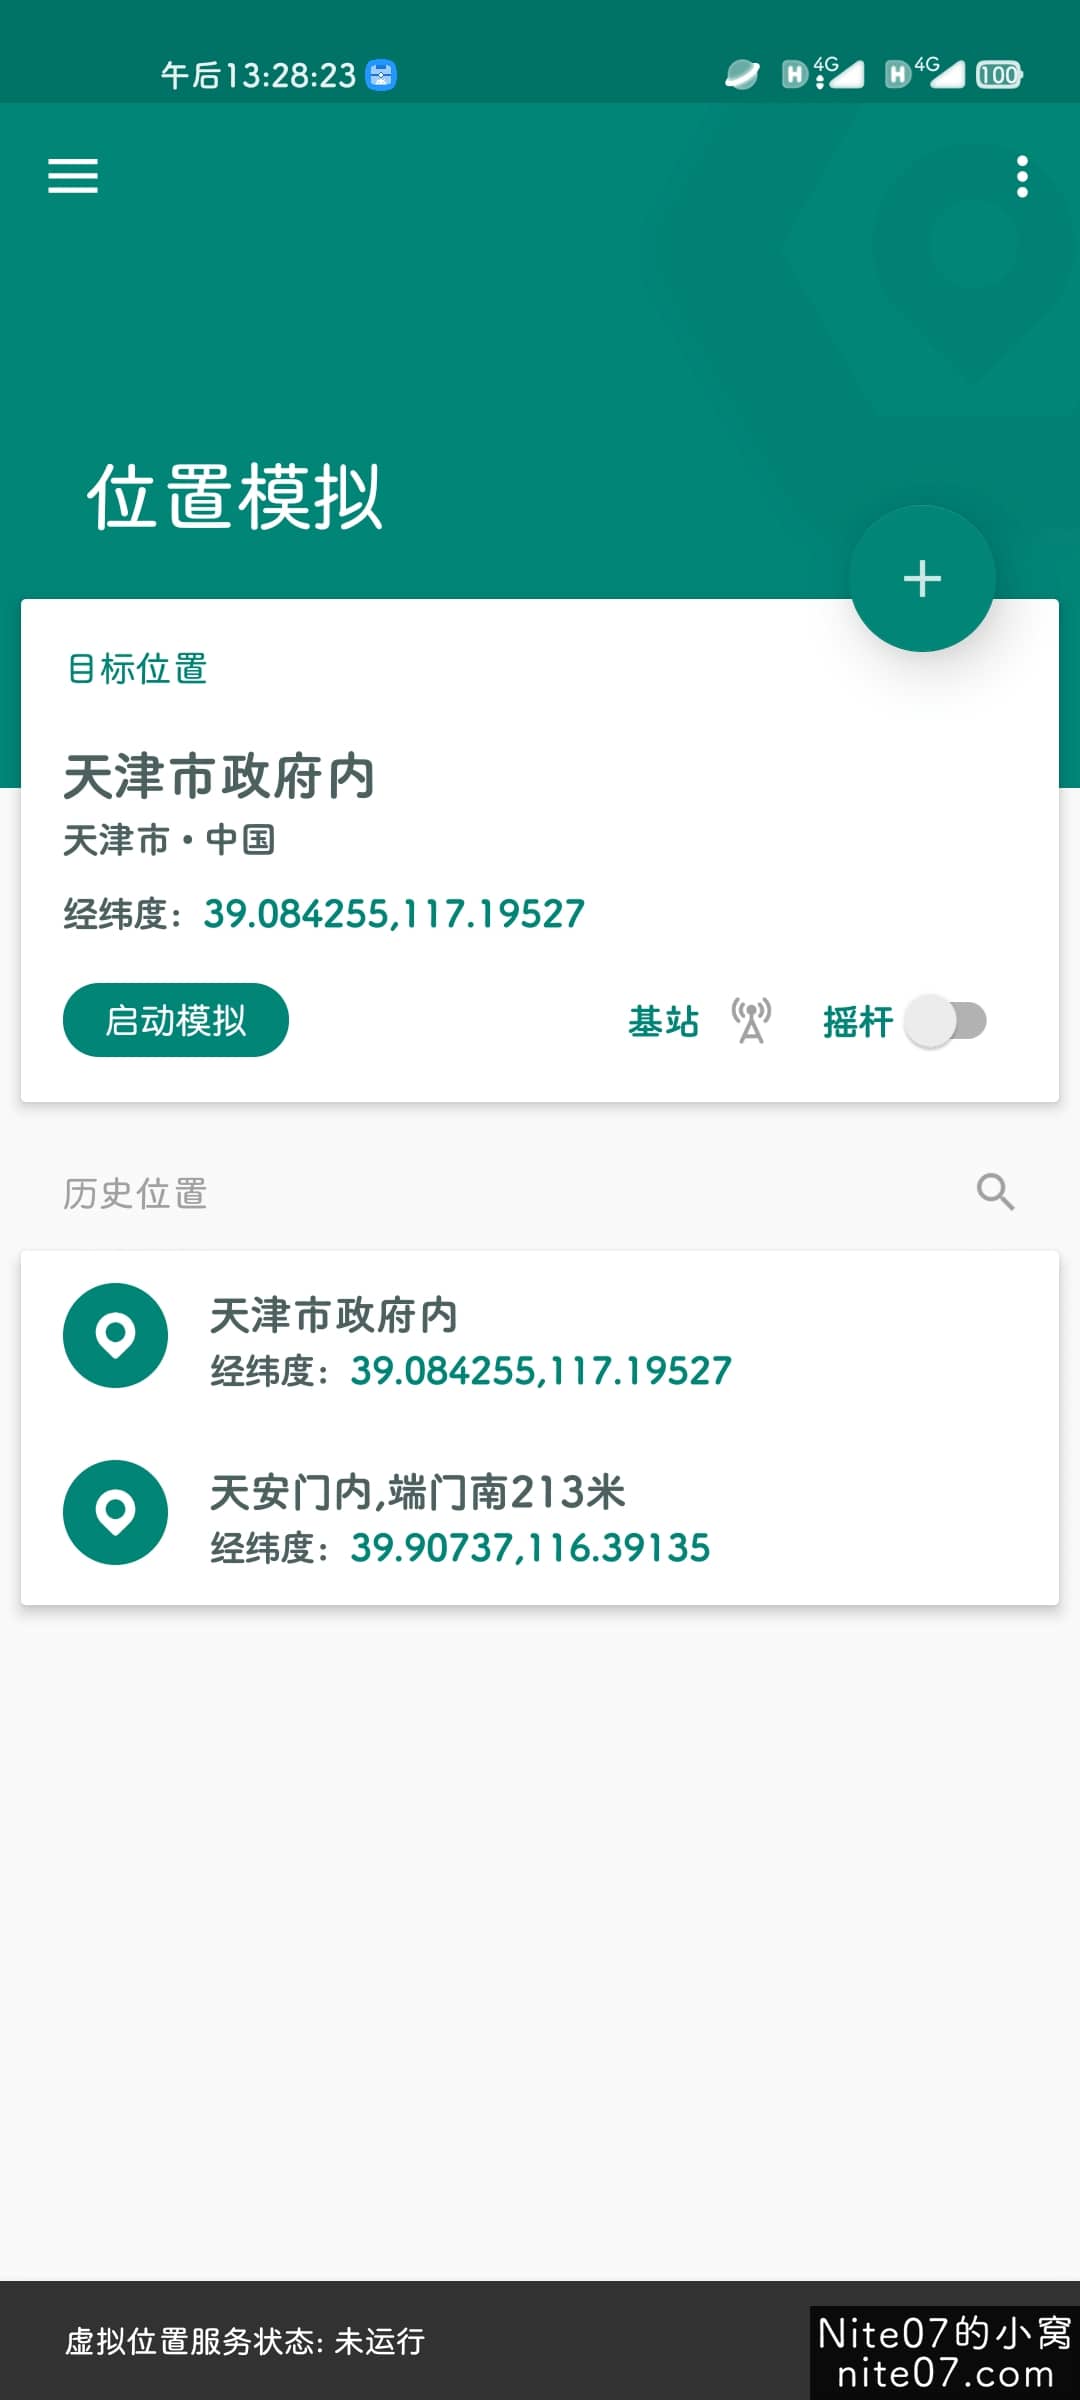 午后13:28:23
H 4G H 4G 100
位置模拟
目标位置
天津市政府内
天津市·中国
经纬度：39.084255,117.19527
启动模拟 基站 摇杆
历史位置
天津市政府内
经纬度：39.084255,117.19527
天安门内,端门南213米
经纬度：39.90737,116.39135
虚拟位置服务状态: 未运行
Nite07的小窝
nite07.com